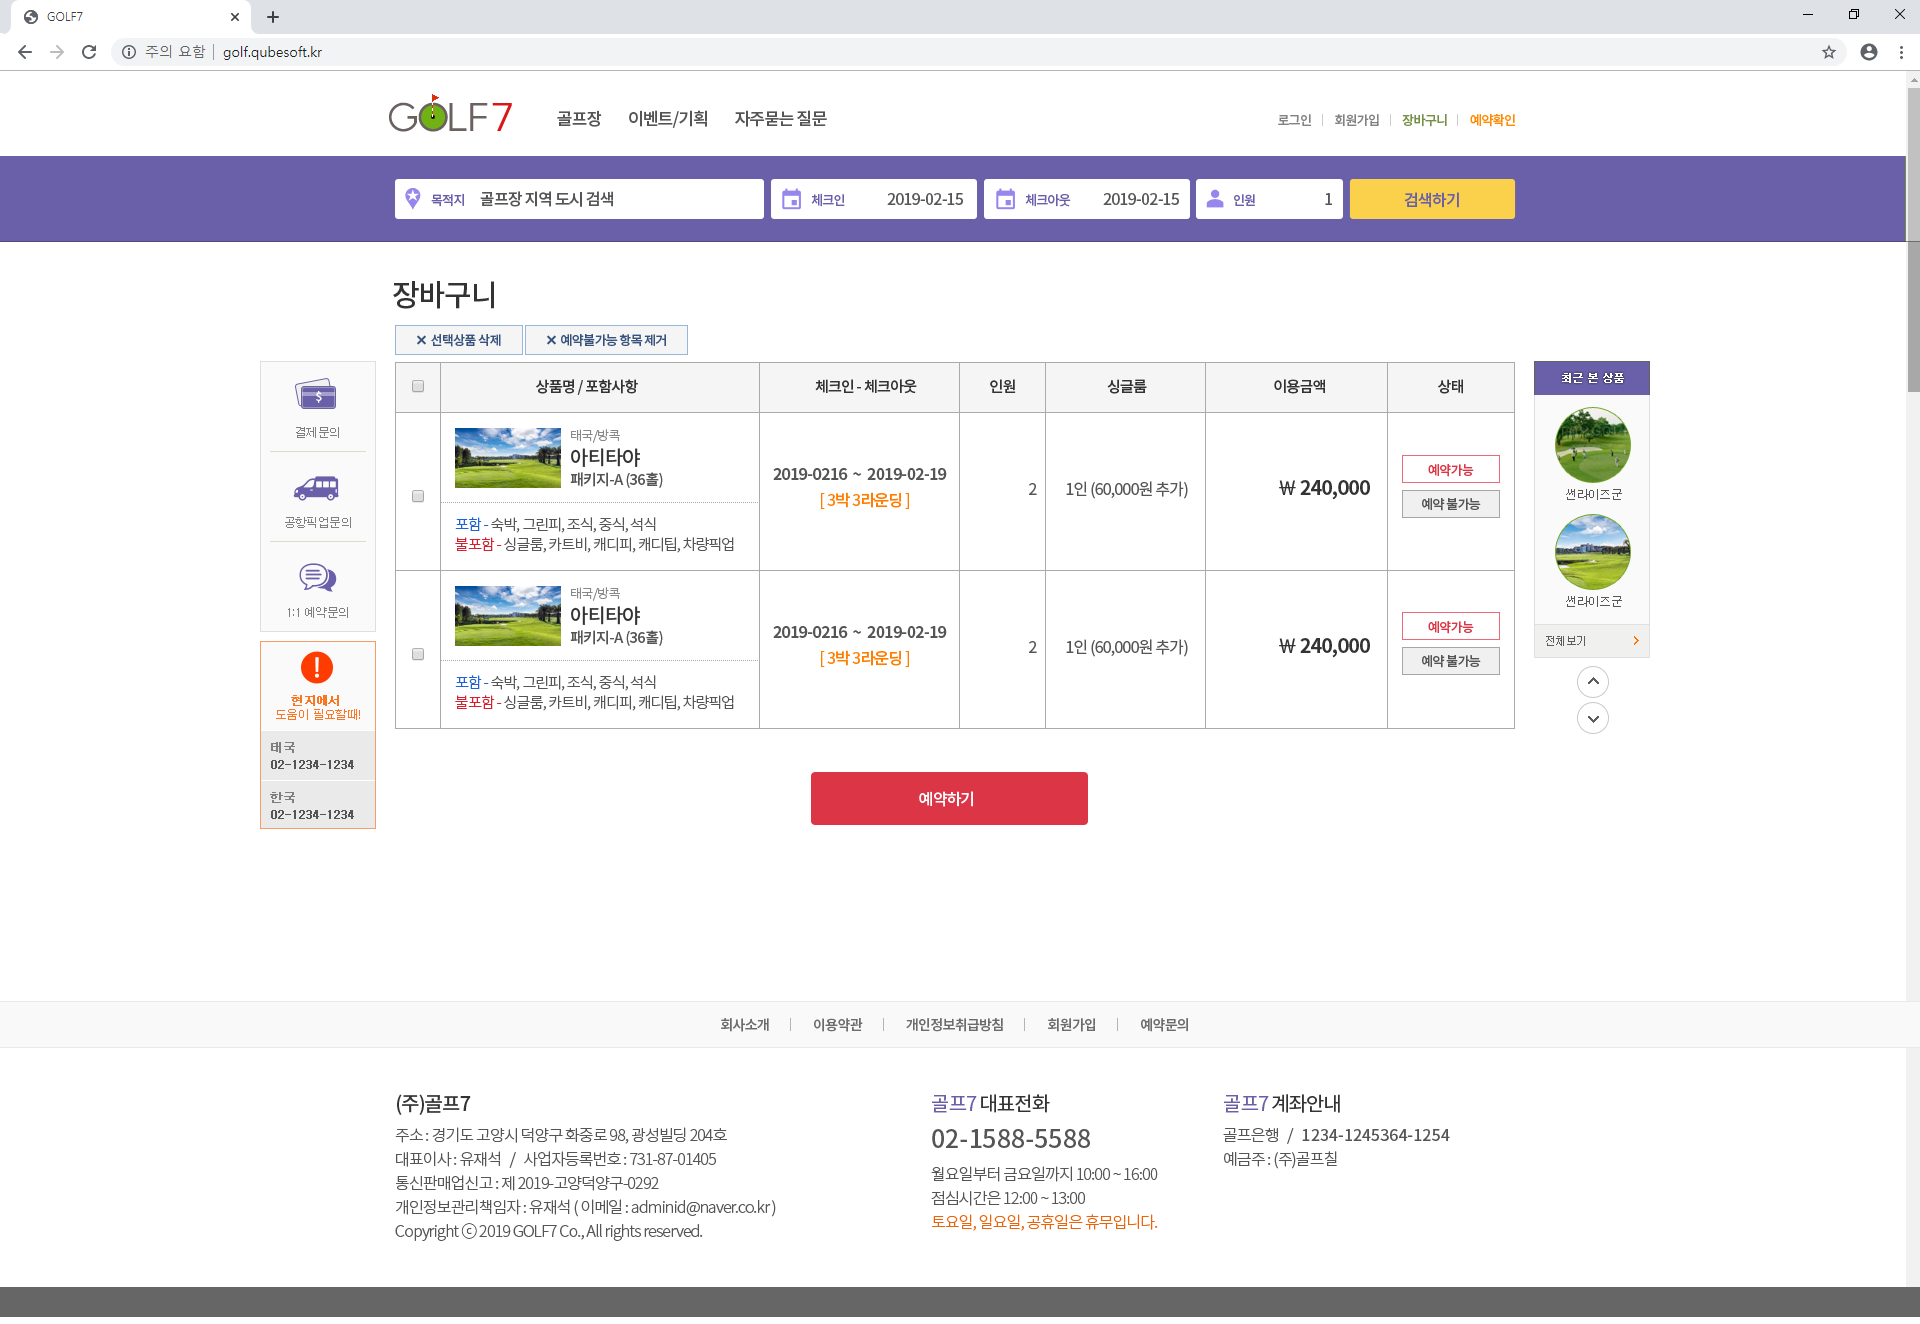 GOLF7
주의 요함
golf.qubesoft.kr
GOLF7
골프장
이벤트/기획
자주묻는 질문
로그인
회원가입
장바구니
예약확인
목적지
골프장 지역 도시 검색
체크인
2019-02-15
체크아웃
2019-02-15
인원
1
검색하기
장바구니
✕ 선택상품 삭제
✕ 예약불가능 항목 제거
상품명 / 포함사항
체크인 - 체크아웃
인원
싱글룸
이용금액
상태
태국/방콕
아티타야
패키지-A (36홀)
포함 - 숙박, 그린피, 조식, 중식, 석식
불포함 - 싱글룸, 카트비, 캐디피, 캐디팁, 차량픽업
2019-0216 ~ 2019-02-19
[ 3박 3라운딩 ]
2
1인 (60,000원 추가)
₩ 240,000
예약가능
예약 불가능
태국/방콕
아티타야
패키지-A (36홀)
포함 - 숙박, 그린피, 조식, 중식, 석식
불포함 - 싱글룸, 카트비, 캐디피, 캐디팁, 차량픽업
2019-0216 ~ 2019-02-19
[ 3박 3라운딩 ]
2
1인 (60,000원 추가)
₩ 240,000
예약가능
예약 불가능
결제문의
공항픽업문의
1:1 예약문의
현지에서
도움이 필요할때!
태국
02-1234-1234
한국
02-1234-1234
최근 본 상품
썬라이즈군
썬라이즈군
전체보기
예약하기
회사소개
이용약관
개인정보취급방침
회원가입
예약문의
(주)골프7
주소 : 경기도 고양시 덕양구 화중로 98, 광성빌딩 204호
대표이사 : 유재석 / 사업자등록번호 : 731-87-01405
통신판매업신고 : 제 2019-고양덕양구-0292
개인정보관리책임자 : 유재석 ( 이메일 : adminid@naver.co.kr )
Copyright ⓒ 2019 GOLF7 Co., All rights reserved.
골프7 대표전화
02-1588-5588
월요일부터 금요일까지 10:00 ~ 16:00
점심시간은 12:00 ~ 13:00
토요일, 일요일, 공휴일은 휴무입니다.
골프7 계좌안내
골프은행 / 1234-1245364-1254
예금주 : (주)골프칠